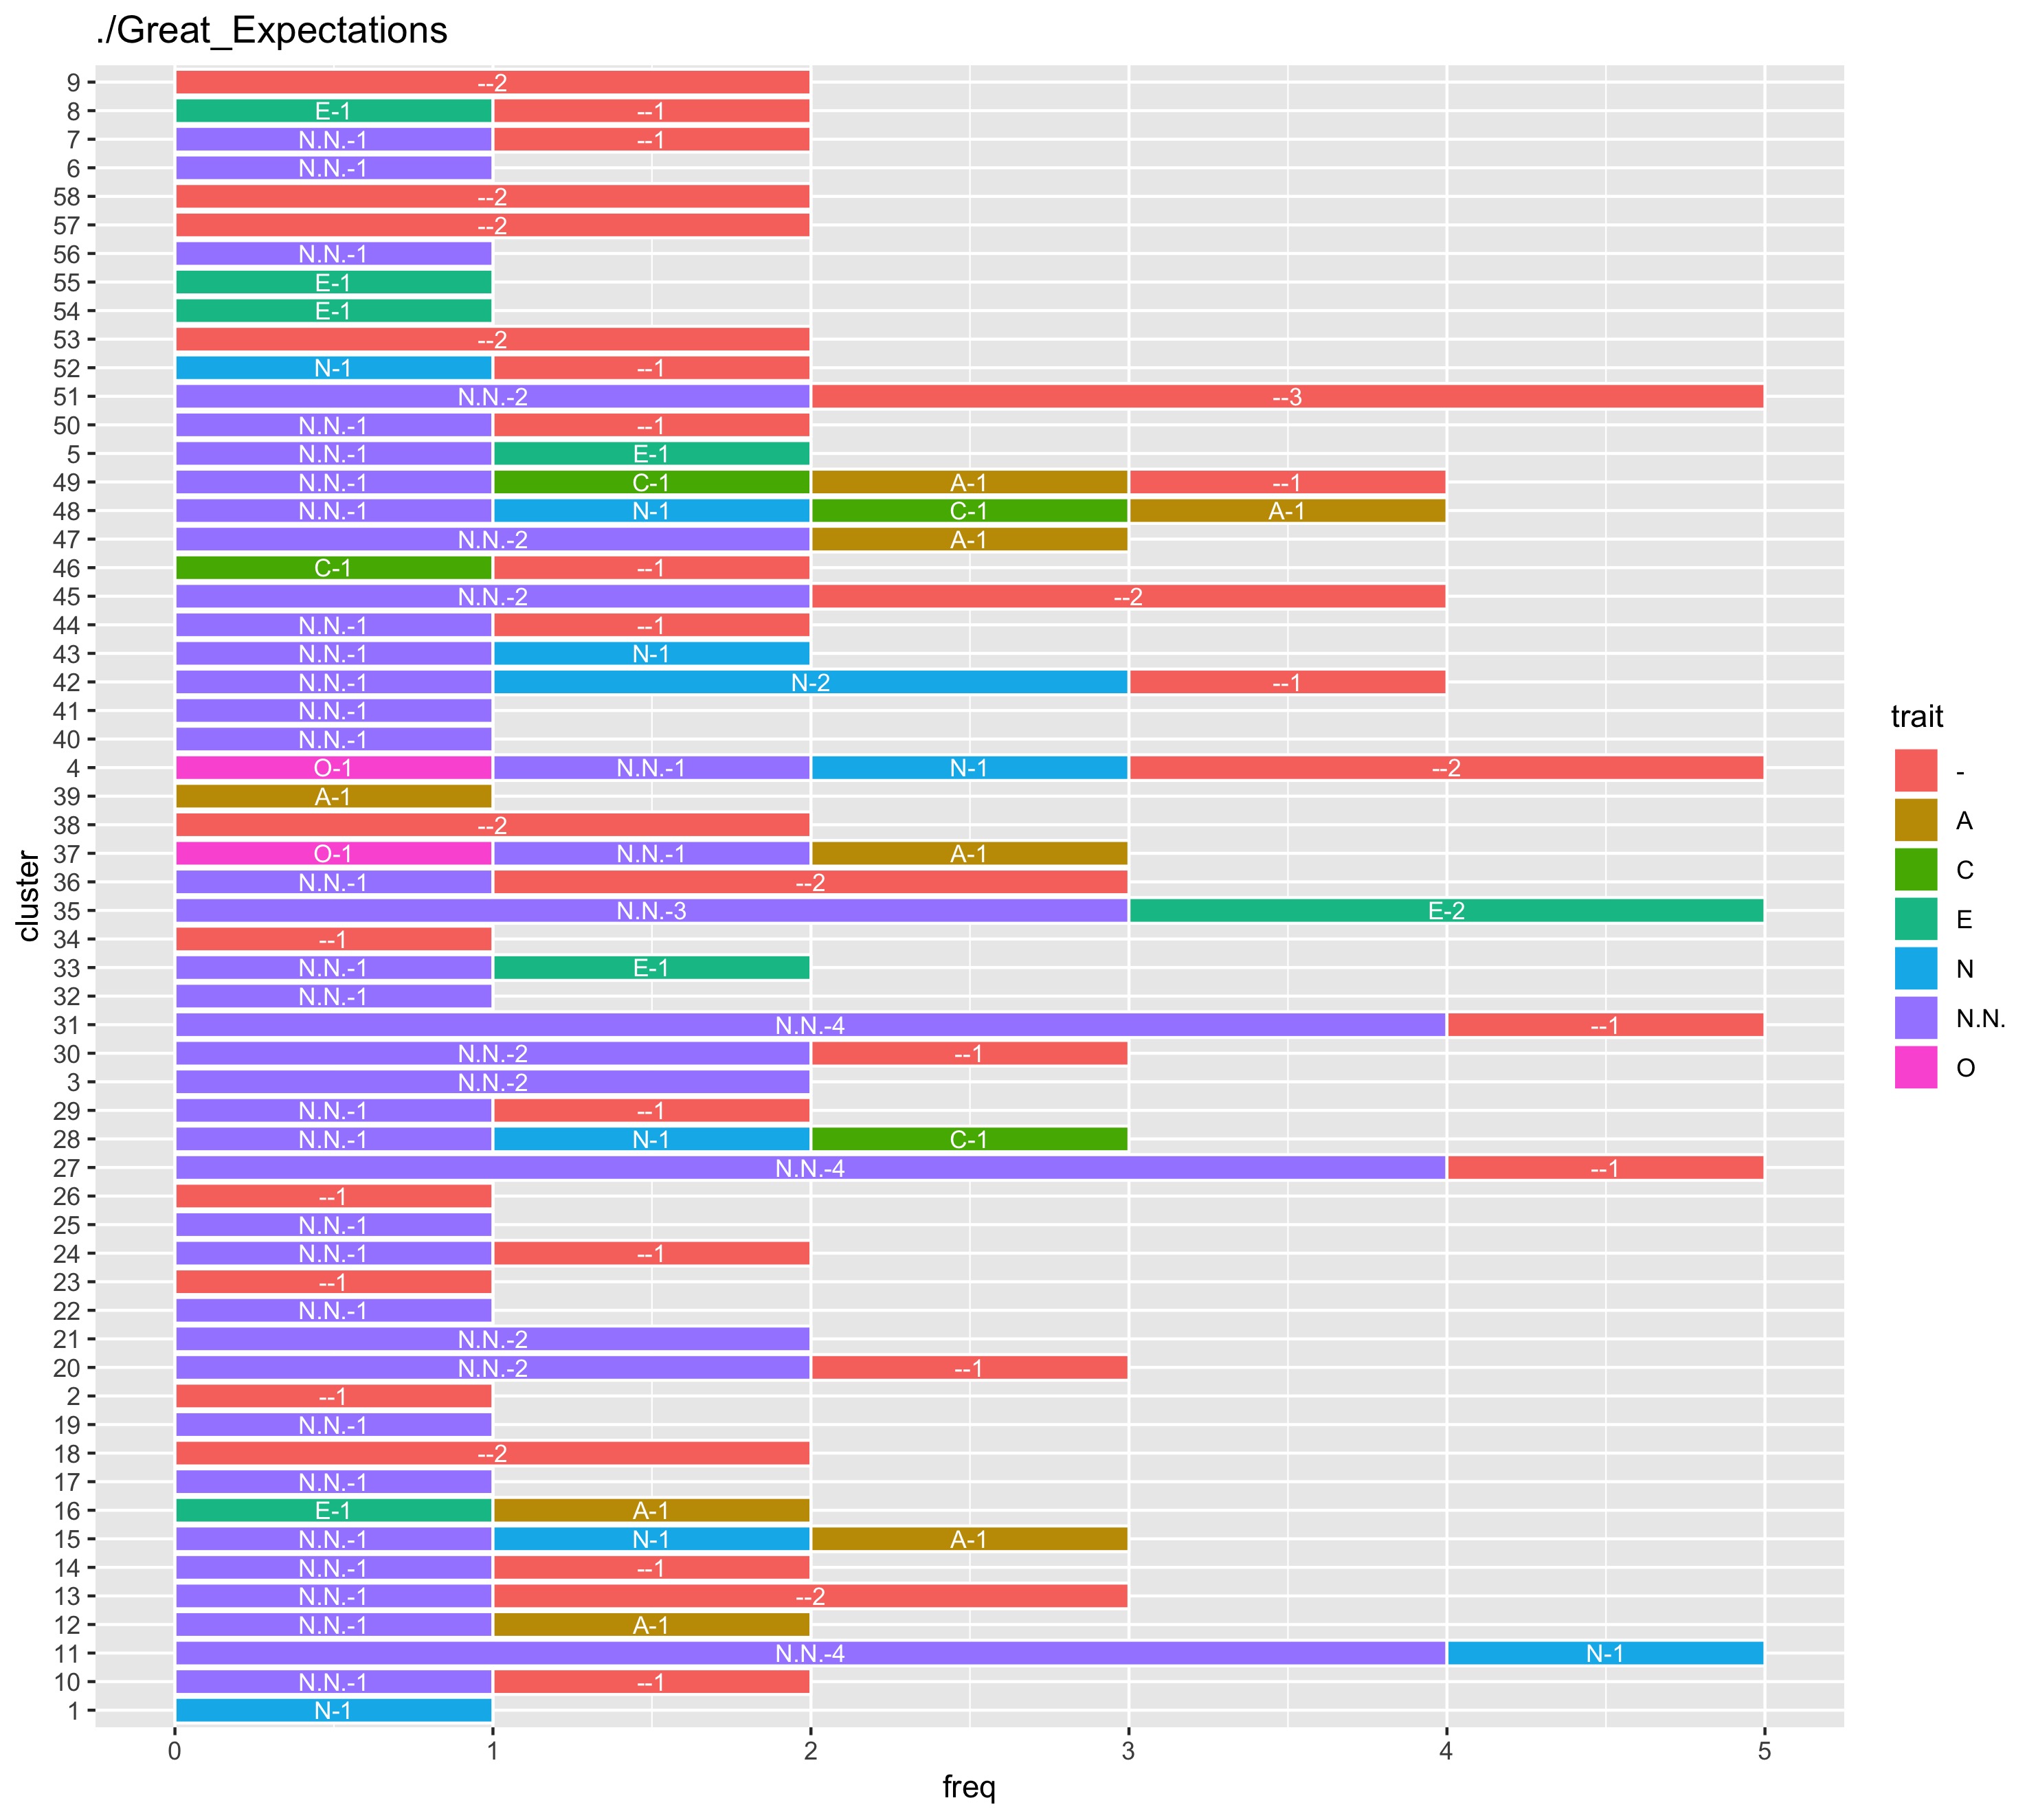 ./Great_Expectations
9 --2
8 E-1 --1
7 N.N.-1 --1
6 N.N.-1
58 --2
57 --2
56 N.N.-1
55 E-1
54 E-1
53 --2
52 N-1 --1
51 N.N.-2 --3
50 N.N.-1 --1
5 N.N.-1 E-1
49 N.N.-1 C-1 A-1 --1
48 N.N.-1 N-1 C-1 A-1
47 N.N.-2 A-1
46 C-1 --1
45 N.N.-2 --2
44 N.N.-1 --1
43 N.N.-1 N-1
42 N.N.-1 N-2 --1
41 N.N.-1
40 N.N.-1
4 O-1 N.N.-1 N-1 --2
39 A-1
38 --2
37 O-1 N.N.-1 A-1
36 N.N.-1 --2
35 N.N.-3 E-2
34 --1
33 N.N.-1 E-1
32 N.N.-1
31 N.N.-4 --1
30 N.N.-2 --1
3 N.N.-2
29 N.N.-1 --1
28 N.N.-1 N-1 C-1
27 N.N.-4 --1
26 --1
25 N.N.-1
24 N.N.-1 --1
23 --1
22 N.N.-1
21 N.N.-2
20 N.N.-2 --1
2 --1
19 N.N.-1
18 --2
17 N.N.-1
16 E-1 A-1
15 N.N.-1 N-1 A-1
14 N.N.-1 --1
13 N.N.-1 --2
12 N.N.-1 A-1
11 N.N.-4 N-1
10 N.N.-1 --1
1 N-1
0 1 2 3 4 5
freq
cluster
trait
-
A
C
E
N
N.N.
O